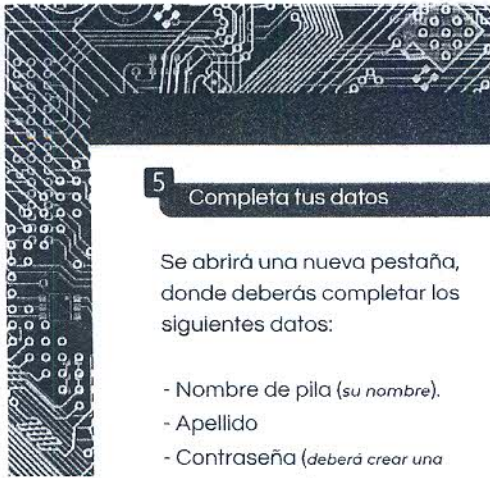 5
Completa tus datos
Se abrirá una nueva pestaña,
donde deberás completar los
siguientes datos:
- Nombre de pila (su nombre).
- Apellido
- Contraseña (deberá crear una